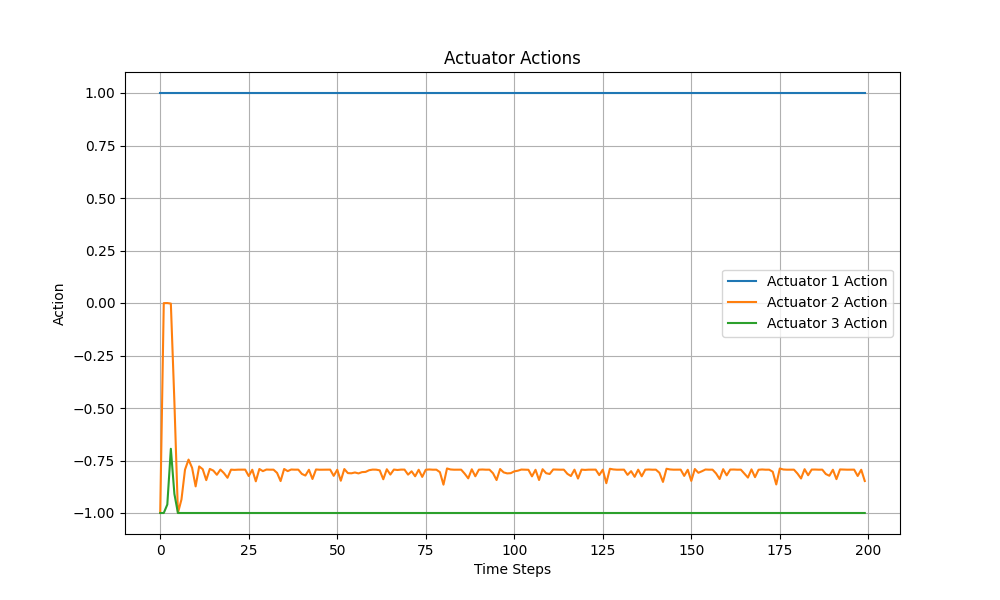 Actuator Actions
1.00
0.75
0.50
0.25
0.00
−0.25
−0.50
−0.75
−1.00
Action
Actuator 1 Action
Actuator 2 Action
Actuator 3 Action
0 25 50 75 100 125 150 175 200
Time Steps